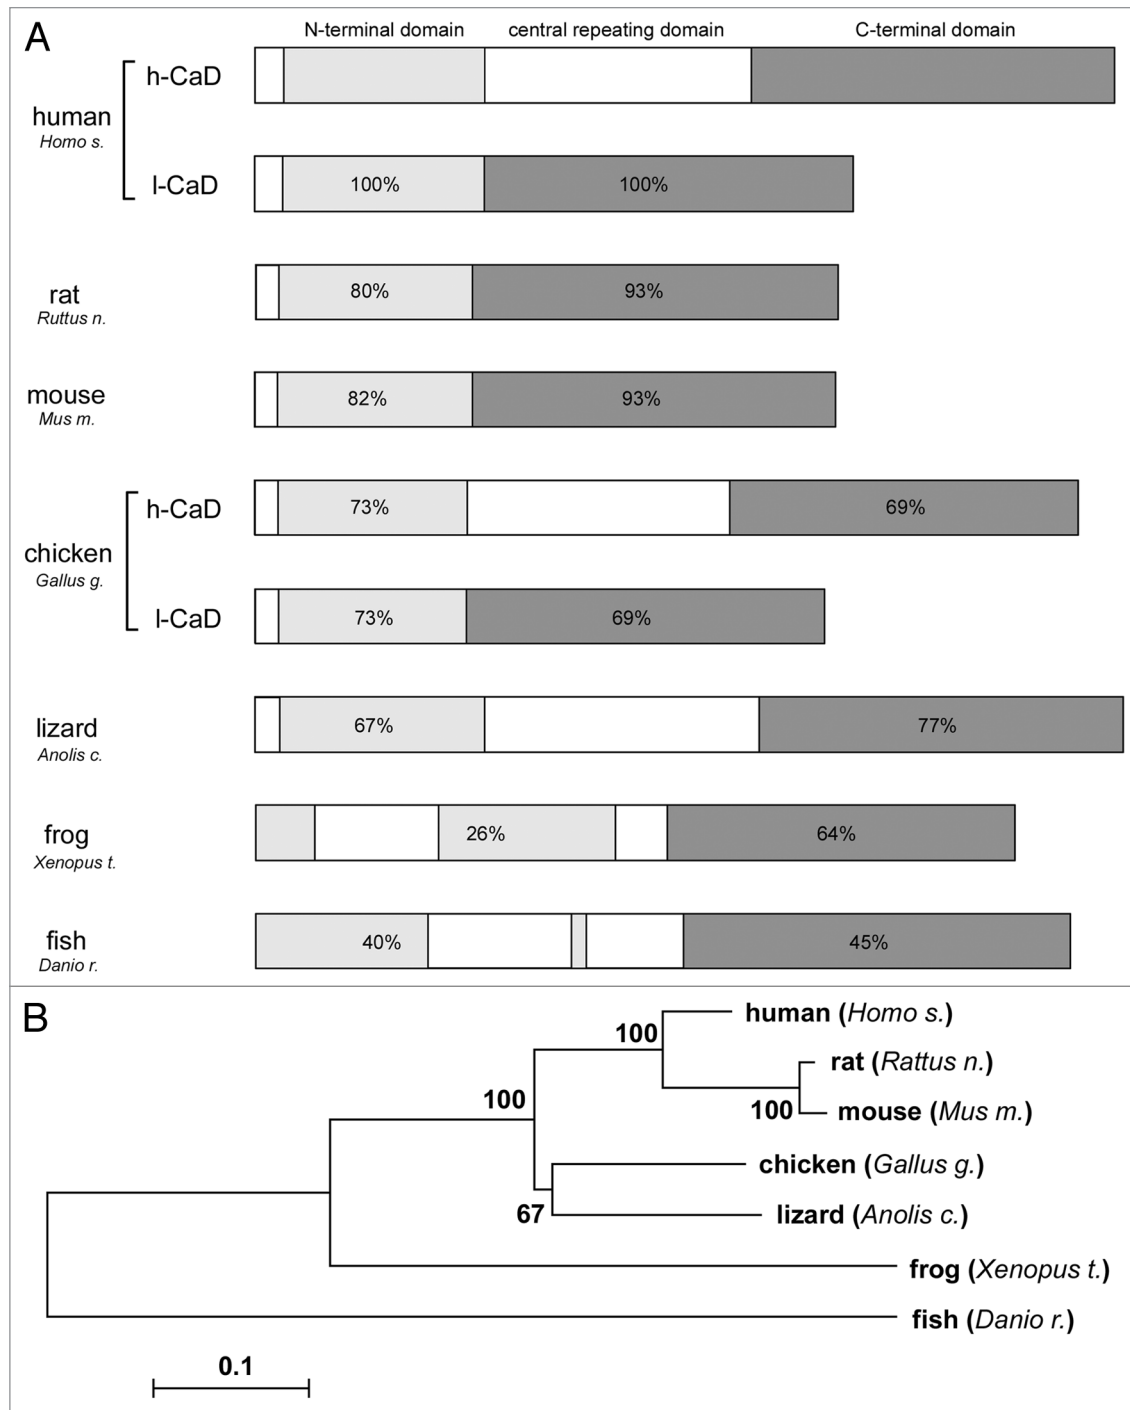 A
N-terminal domain central repeating domain C-terminal domain
h-CaD
human
Homo s.
l-CaD 100% 100%
rat 80% 93%
Ruttus n.
mouse 82% 93%
Mus m.
h-CaD 73% 69%
chicken
Gallus g.
l-CaD 73% 69%
lizard 67% 77%
Anolis c.
frog 26% 64%
Xenopus t.
fish 40% 45%
Danio r.
B
human (Homo s.)
100
rat (Rattus n.)
100
100 mouse (Mus m.)
chicken (Gallus g.)
67 lizard (Anolis c.)
frog (Xenopus t.)
fish (Danio r.)
0.1